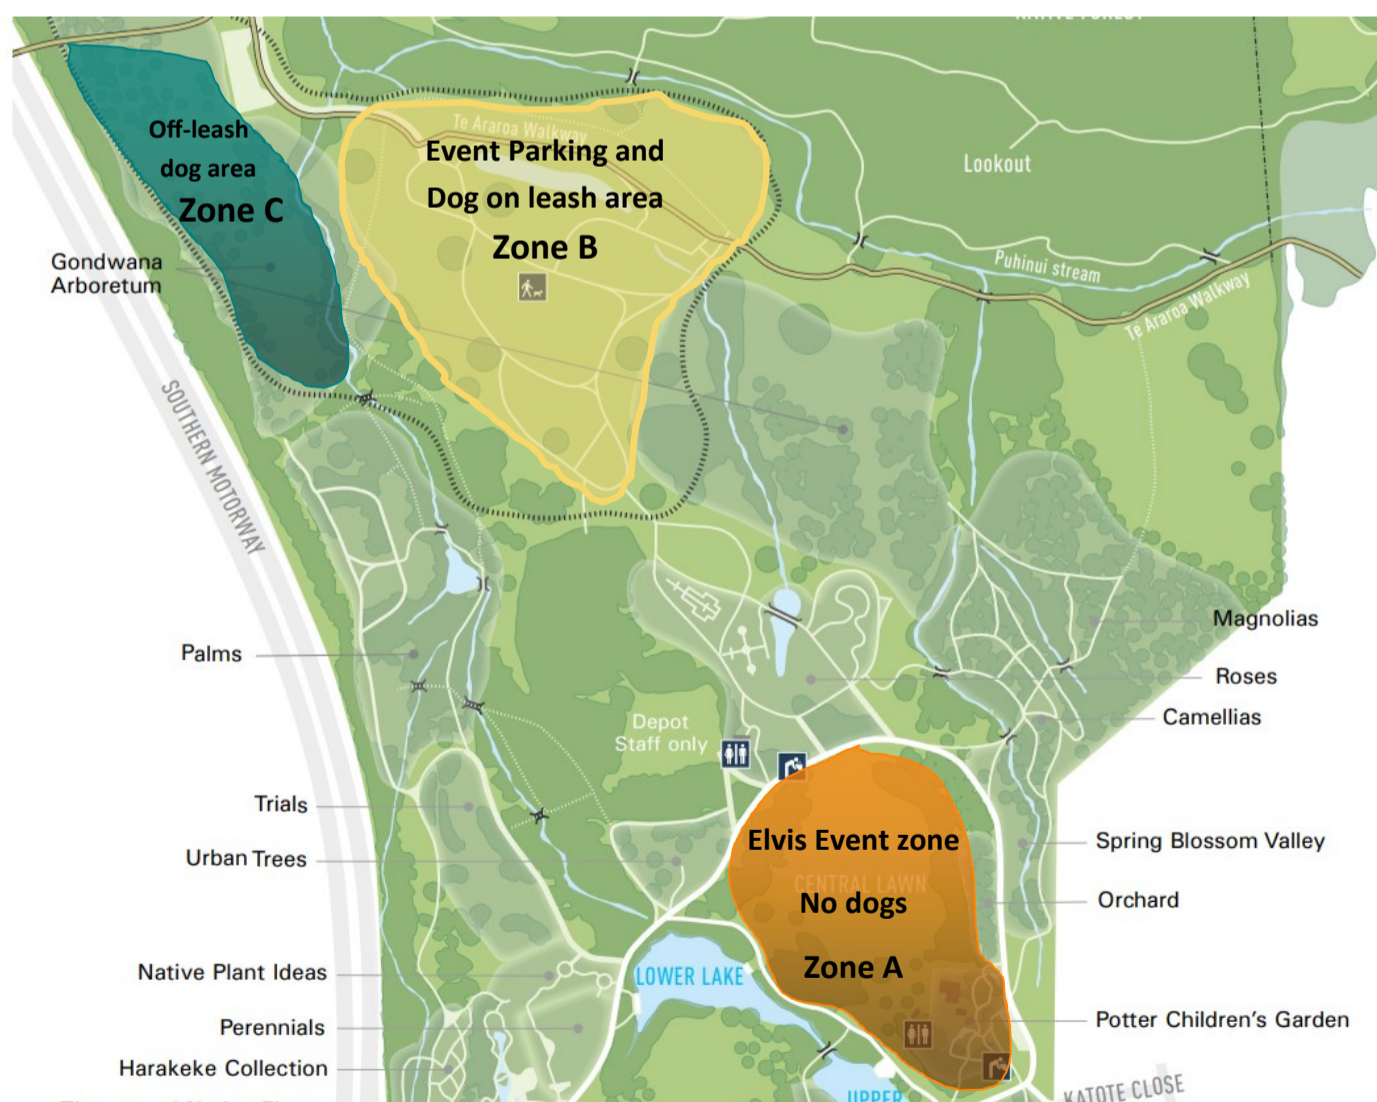 NATIVE FOREST
Off-leash
dog area
Zone C
Te Araroa Walkway
Event Parking and
Dog on leash area
Zone B
Lookout
Gondwana
Arboretum
Puhinui stream
Te Araroa Walkway
SOUTHERN MOTORWAY
Magnolias
Palms
Roses
Camellias
Depot
Staff only
Trials
Elvis Event zone
Spring Blossom Valley
Urban Trees
CENTRAL LAWN
No dogs
Orchard
Zone A
Native Plant Ideas
LOWER LAKE
Perennials
Potter Children's Garden
Harakeke Collection
KATOTE CLOSE
UPPER